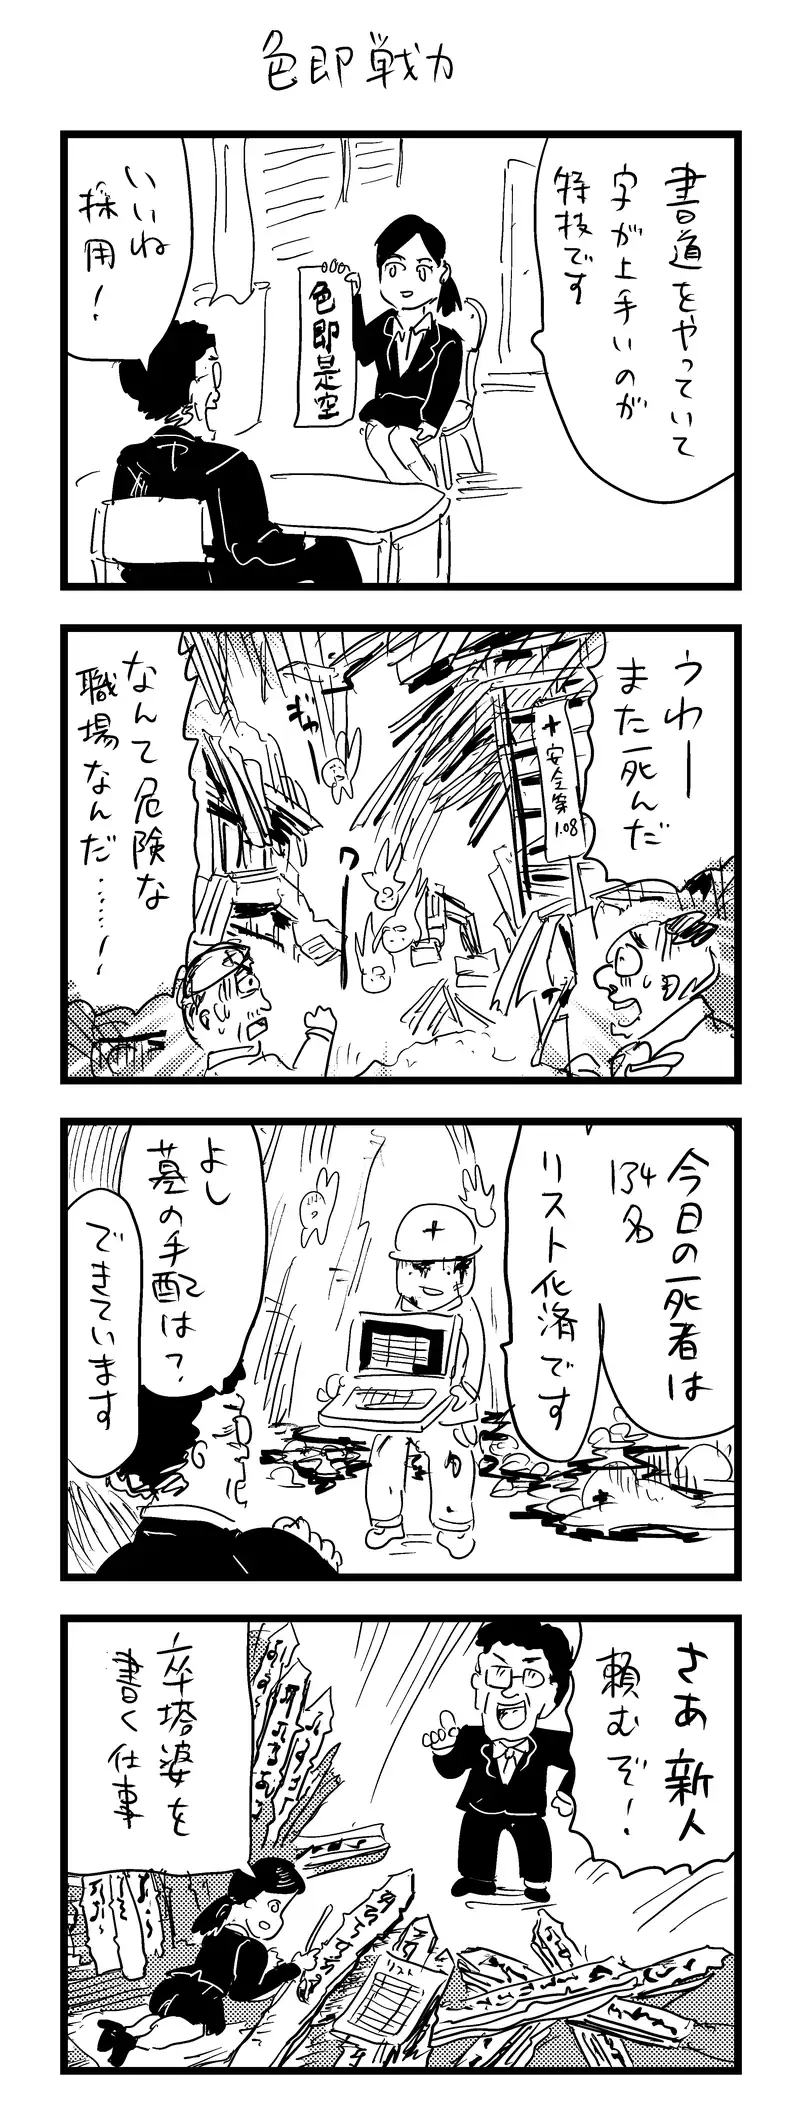 色即戦力
書道をやっていて
字が上手いのが
特技です
色即是空
いいね
採用!
うわー
また死んだ
+安全第
1.08
ギャー
ワー
なんて危険な
職場なんだ……!
今日の死者は
134名
リスト化済です
よし
墓の手配は?
できています
さあ新人
頼むぞ!
卒塔婆を
書く仕事
リスト